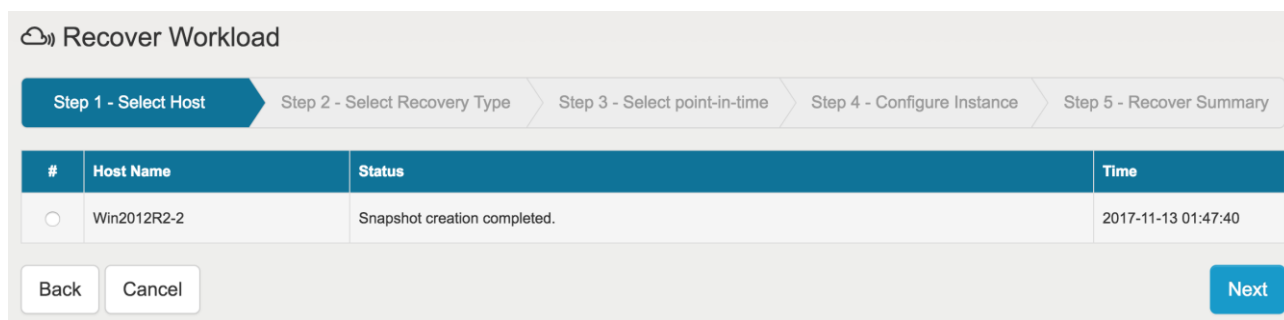 Recover Workload
Step 1 - Select Host Step 2 - Select Recovery Type Step 3 - Select point-in-time Step 4 - Configure Instance Step 5 - Recover Summary
# Host Name Status Time
Win2012R2-2 Snapshot creation completed. 2017-11-13 01:47:40
Back Cancel Next